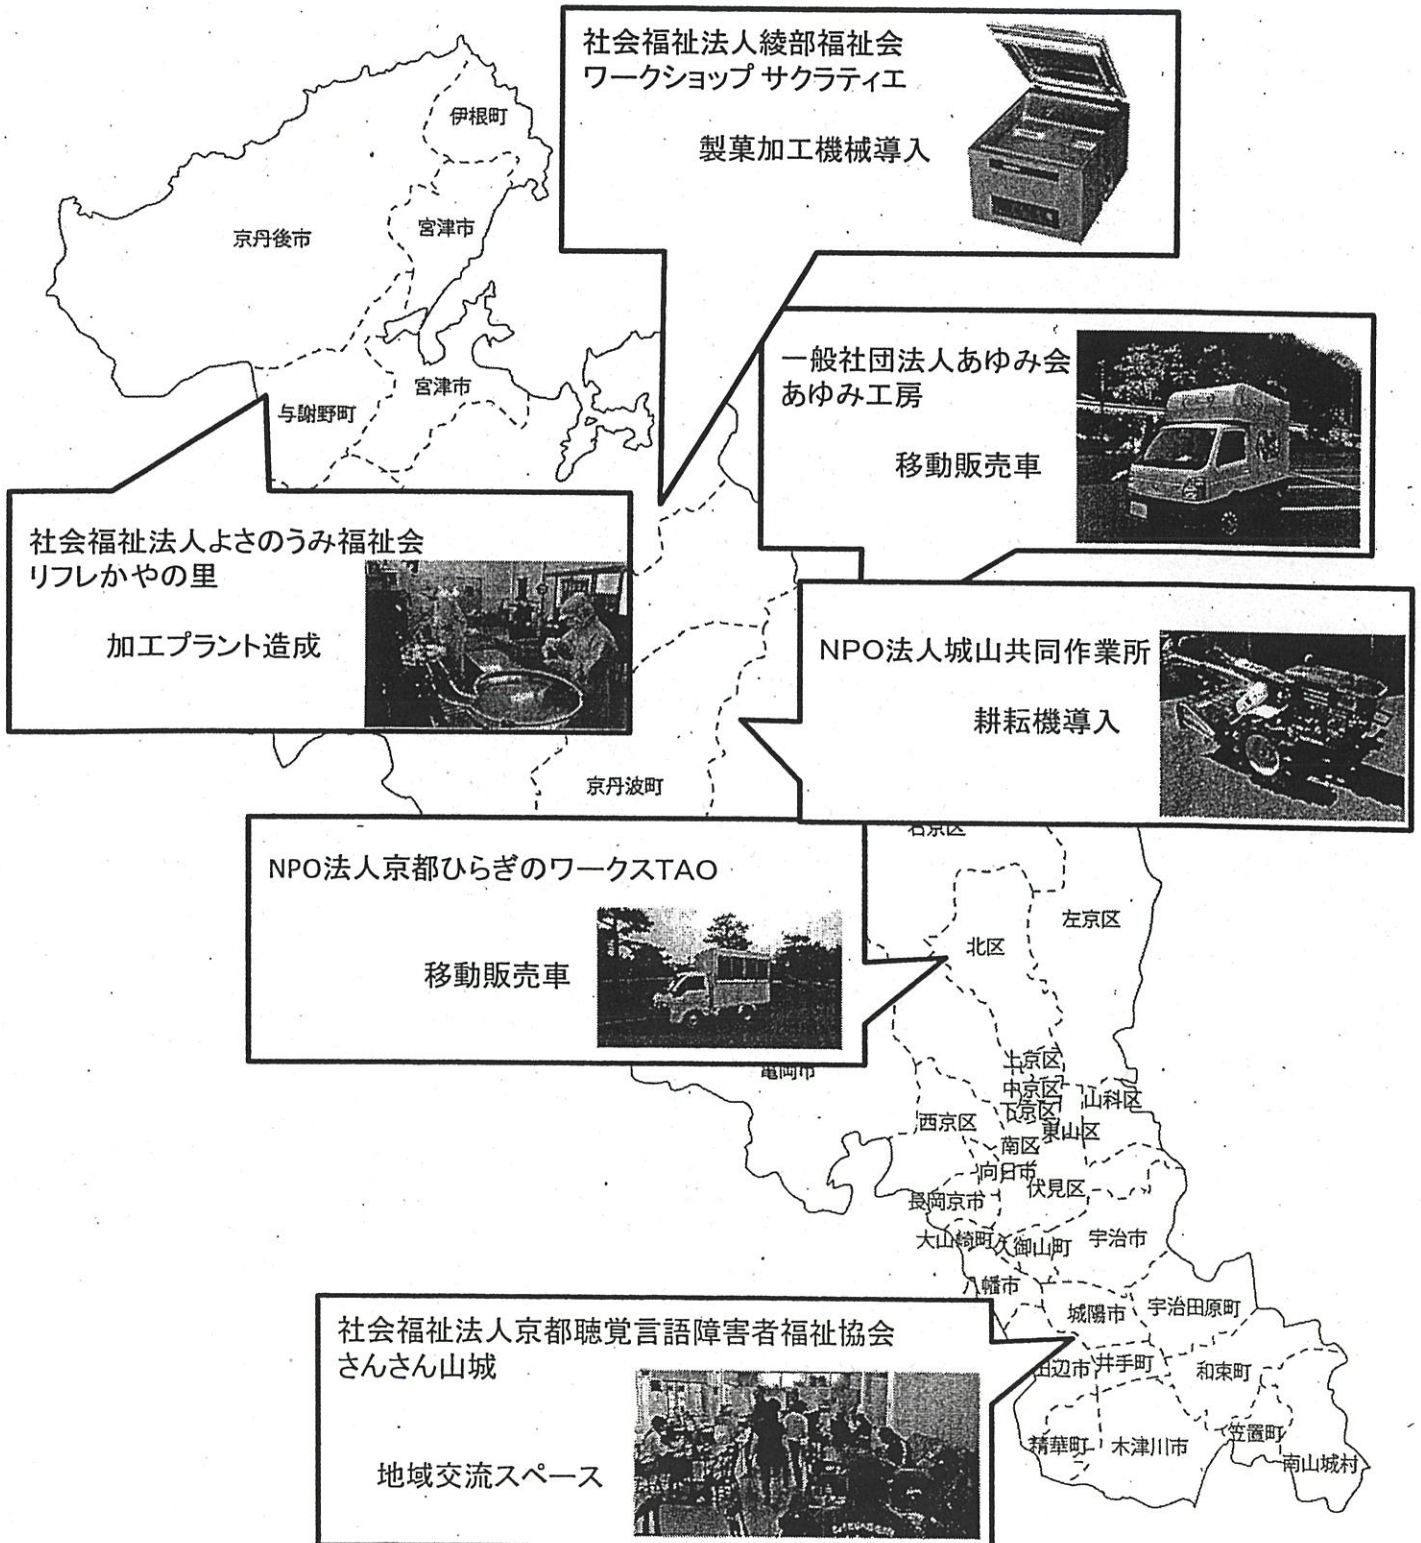 社会福祉法人綾部福祉会
ワークショップ サクラティエ
製菓加工機械導入
伊根町
宮津市
京丹後市
一般社団法人あゆみ会
あゆみ工房
移動販売車
宮津市
与謝野町
社会福祉法人よさのうみ福祉会
リフレかやの里
加工プラント造成
NPO法人城山共同作業所
耕耘機導入
京丹波町
右京区
NPO法人京都ひらぎのワークスTAO
移動販売車
左京区
北区
亀岡市
上京区
中京区
下京区
山科区
東山区
西京区
南区
向日市
伏見区
長岡京市
大山崎町
久御山町
宇治市
八幡市
城陽市
宇治田原町
社会福祉法人京都聴覚言語障害者福祉協会
さんさん山城
地域交流スペース
田辺市
井手町
和束町
精華町
木津川市
笠置町
南山城村